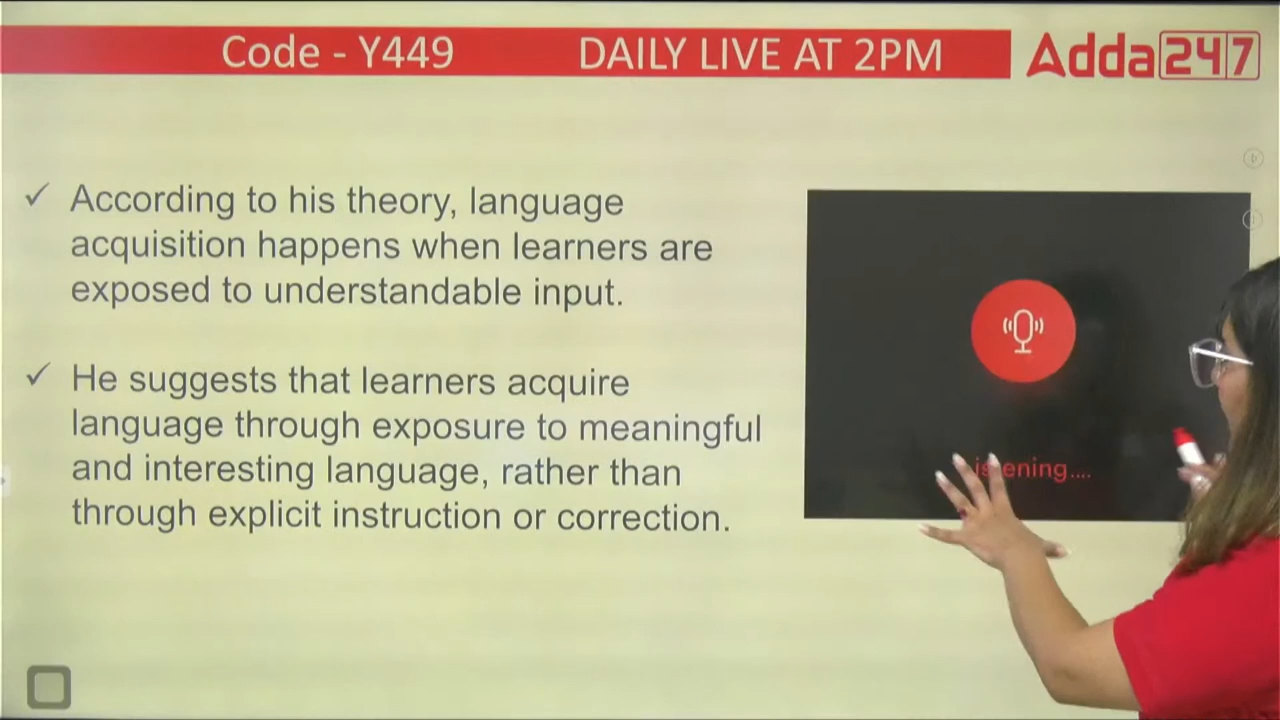 Code - Y449 DAILY LIVE AT 2PM Adda247
✓ According to his theory, language
acquisition happens when learners are
exposed to understandable input.
✓ He suggests that learners acquire
language through exposure to meaningful
and interesting language, rather than
through explicit instruction or correction.
istening....